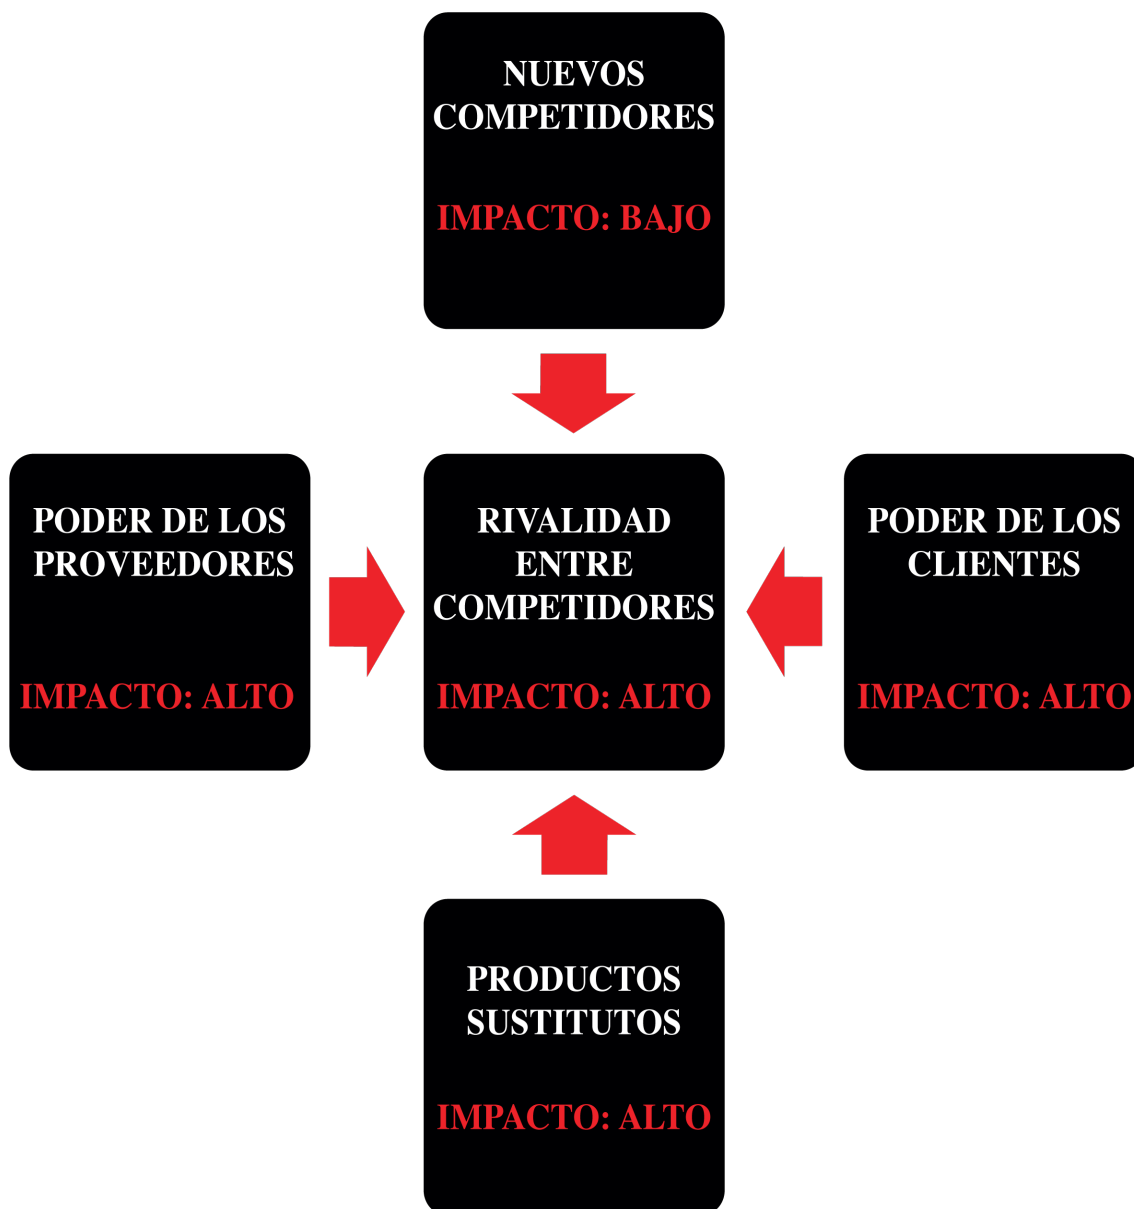 NUEVOS
COMPETIDORES
IMPACTO: BAJO
PODER DE LOS
PROVEEDORES
IMPACTO: ALTO
RIVALIDAD
ENTRE
COMPETIDORES
IMPACTO: ALTO
PODER DE LOS
CLIENTES
IMPACTO: ALTO
PRODUCTOS
SUSTITUTOS
IMPACTO: ALTO